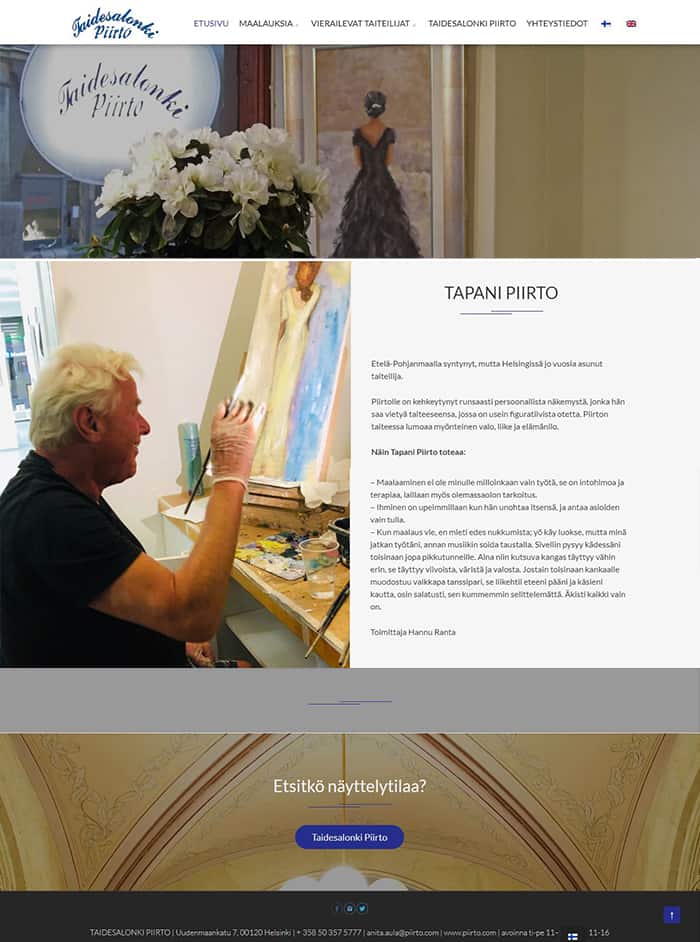 Taidesalonki
Piirto
ETUSIVU MAALAUKSIA VIERAILEVAT TAITEILIJAT TAIDESALONKI PIIRTO YHTEYSTIEDOT
Taidesalonki
Piirto
TAPANI PIIRTO
Etelä-Pohjanmaalla syntynyt, mutta Helsingissä jo vuosia asunut
taiteilija.
Piirtolle on kehkeytynyt runsaasti persoonallista näkemystä, jonka hän
saa vietyä taiteeseensa, jossa on usein figuratiivista otetta. Piirton
taiteessa lumoaa myönteinen valo, liike ja elämänilo.
Näin Tapani Piirto toteaa:
– Maalaaminen ei ole minulle milloinkaan vain työtä, se on intohimoa ja
terapiaa, laillaan myös olemassaolon tarkoitus.
– Ihminen on upeimmillaan kun hän unohtaa itsensä, ja antaa asioiden
vain tulla.
– Kun maalaus vie, en mieti edes nukkumista; yö käy luokse, mutta minä
jatkan työtäni, annan musiikin soida taustalla. Sivellin pysyy kädessäni
toisinaan jopa pikkutunneille. Aina niin kutsuva kangas täyttyy vähin
erin, se täyttyy viivoista, väristä ja valosta. Jostain toisinaan kankaalle
muodostuu vaikkapa tanssipari, se liikehtii eteeni pääni ja käsieni
kautta, osin salatusti, sen kummemmin selittelemättä. Äkisti kaikki vain
on.
Toimittaja Hannu Ranta
Etsitkö näyttelytilaa?
Taidesalonki Piirto
TAIDESALONKI PIIRTO | Uudenmaankatu 7, 00120 Helsinki | + 358 50 357 5777 | anita.aula@piirto.com | www.piirto.com | avoinna ti-pe 11- 11-16